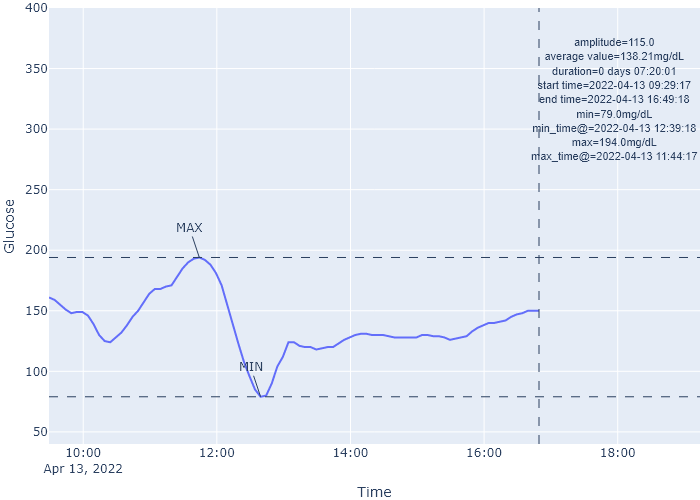 400
350
300
250
200
150
100
50
Glucose
amplitude=115.0
average value=138.21mg/dL
duration=0 days 07:20:01
start time=2022-04-13 09:29:17
end time=2022-04-13 16:49:18
min=79.0mg/dL
min_time@=2022-04-13 12:39:18
max=194.0mg/dL
max_time@=2022-04-13 11:44:17
MAX
MIN
10:00 12:00 14:00 16:00 18:00
Apr 13, 2022
Time